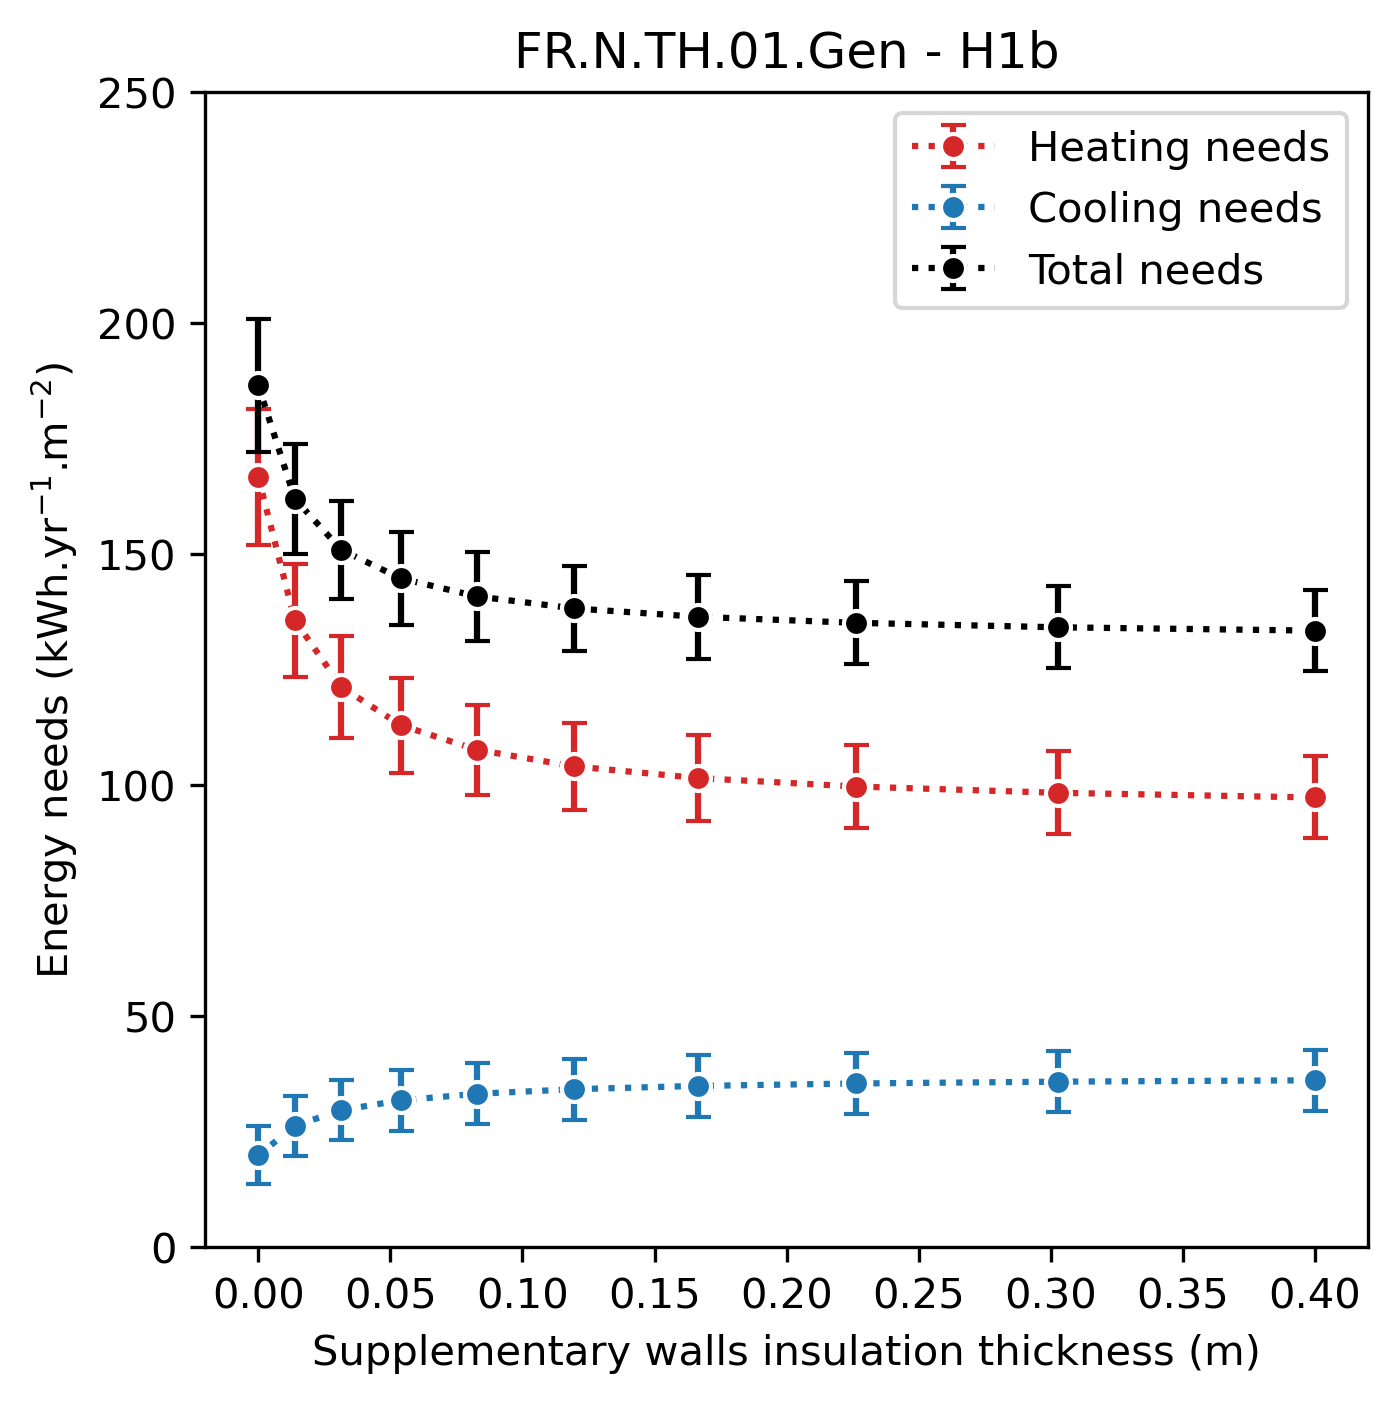 FR.N.TH.01.Gen - H1b
250
200
150
100
50
0
Energy needs (kWh.yr⁻¹.m⁻²)
Heating needs
Cooling needs
Total needs
0.00 0.05 0.10 0.15 0.20 0.25 0.30 0.35 0.40
Supplementary walls insulation thickness (m)